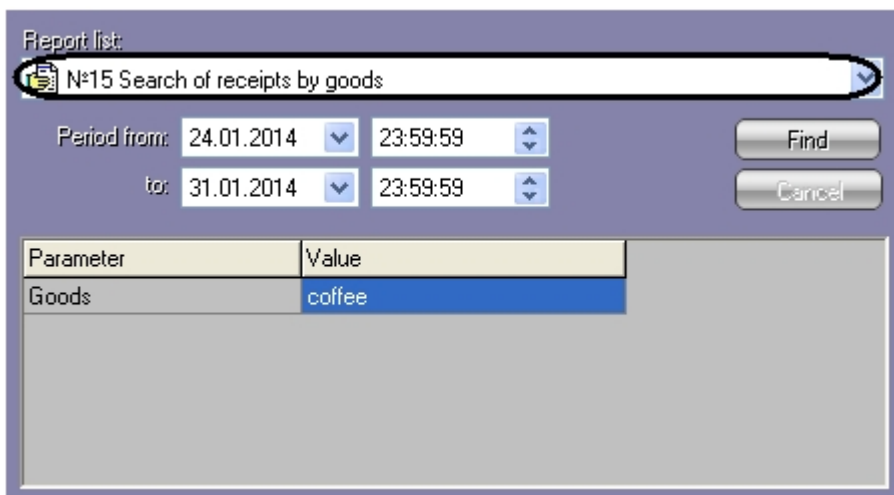 Report list:
№15 Search of receipts by goods
Period from: 24.01.2014 23:59:59 Find
to: 31.01.2014 23:59:59 Cancel
Parameter Value
Goods coffee